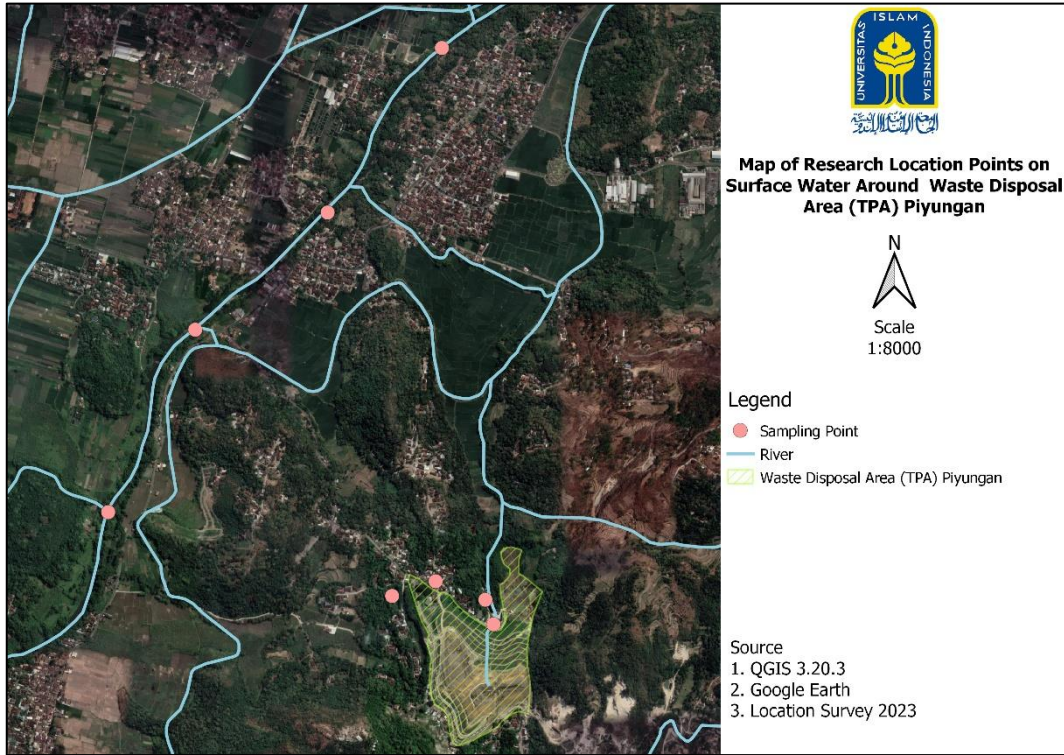 UNIVERSITAS
ISLAM
INDONESIA
Map of Research Location Points on
Surface Water Around Waste Disposal
Area (TPA) Piyungan
N
Scale
1:8000
Legend
Sampling Point
River
Waste Disposal Area (TPA) Piyungan
Source
1. QGIS 3.20.3
2. Google Earth
3. Location Survey 2023